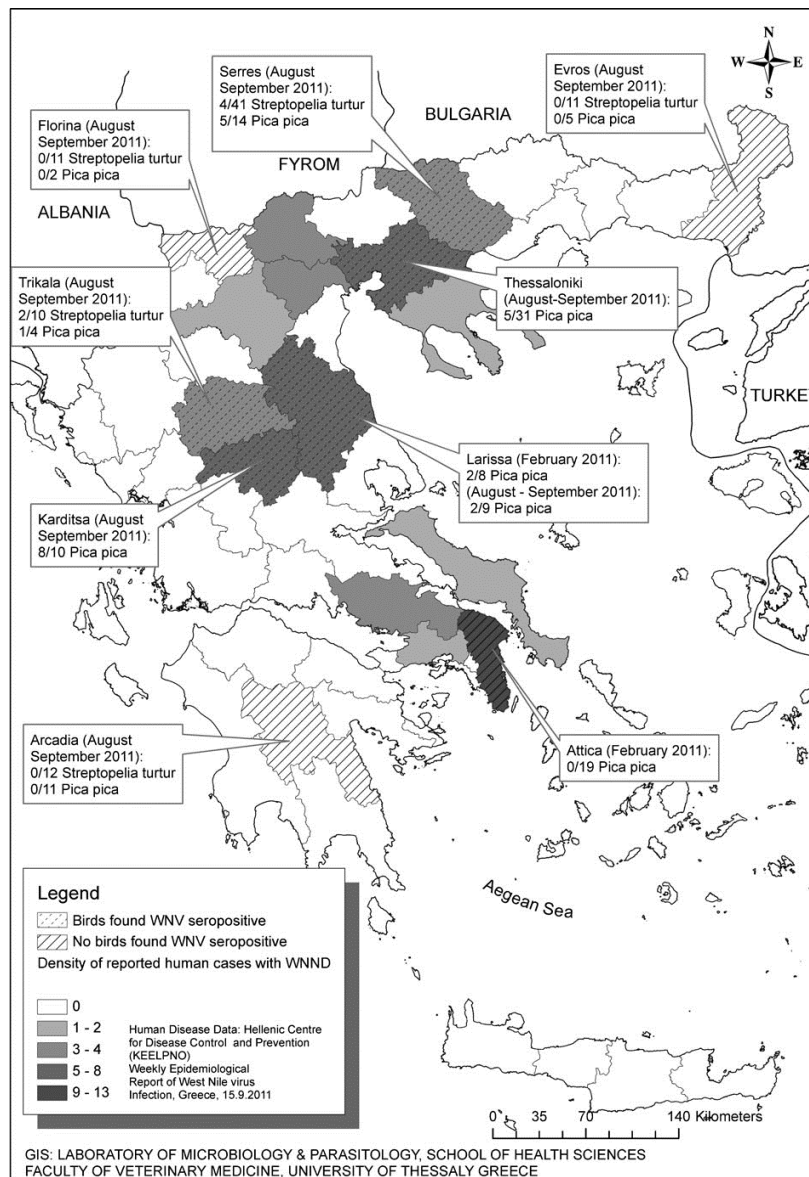 N
W E
S
Serres (August
September 2011):
4/41 Streptopelia turtur
5/14 Pica pica
Evros (August
September 2011):
0/11 Streptopelia turtur
0/5 Pica pica
BULGARIA
Florina (August
September 2011):
0/11 Streptopelia turtur
0/2 Pica pica
FYROM
ALBANIA
Trikala (August
September 2011):
2/10 Streptopelia turtur
1/4 Pica pica
Thessaloniki
(August-September 2011):
5/31 Pica pica
TURKE
Larissa (February 2011):
2/8 Pica pica
(August - September 2011):
2/9 Pica pica
Karditsa (August
September 2011):
8/10 Pica pica
Arcadia (August
September 2011):
0/12 Streptopelia turtur
0/11 Pica pica
Attica (February 2011):
0/19 Pica pica
Aegean Sea
Legend
Birds found WNV seropositive
No birds found WNV seropositive
Density of reported human cases with WNND
0
1 - 2
3 - 4
5 - 8
9 - 13
Human Disease Data: Hellenic Centre
for Disease Control and Prevention
(KEELPNO)
Weekly Epidemiological
Report of West Nile virus
Infection, Greece, 15.9.2011
0 35 70 140 Kilometers
GIS: LABORATORY OF MICROBIOLOGY & PARASITOLOGY, SCHOOL OF HEALTH SCIENCES
FACULTY OF VETERINARY MEDICINE, UNIVERSITY OF THESSALY GREECE